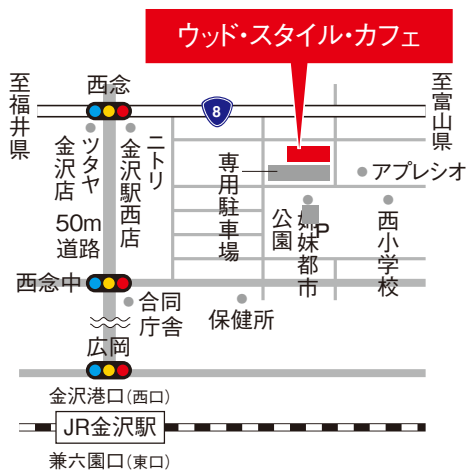 ウッド・スタイル・カフェ
至福井県
西念
8
至富山県
ツタヤ
金沢店
ニトリ
金沢駅西店
専用駐車場
アプレシオ
50m
道路
姉妹都市
公園
P
西小学校
西念中
合同
庁舎
保健所
広岡
金沢港口(西口)
JR金沢駅
兼六園口(東口)